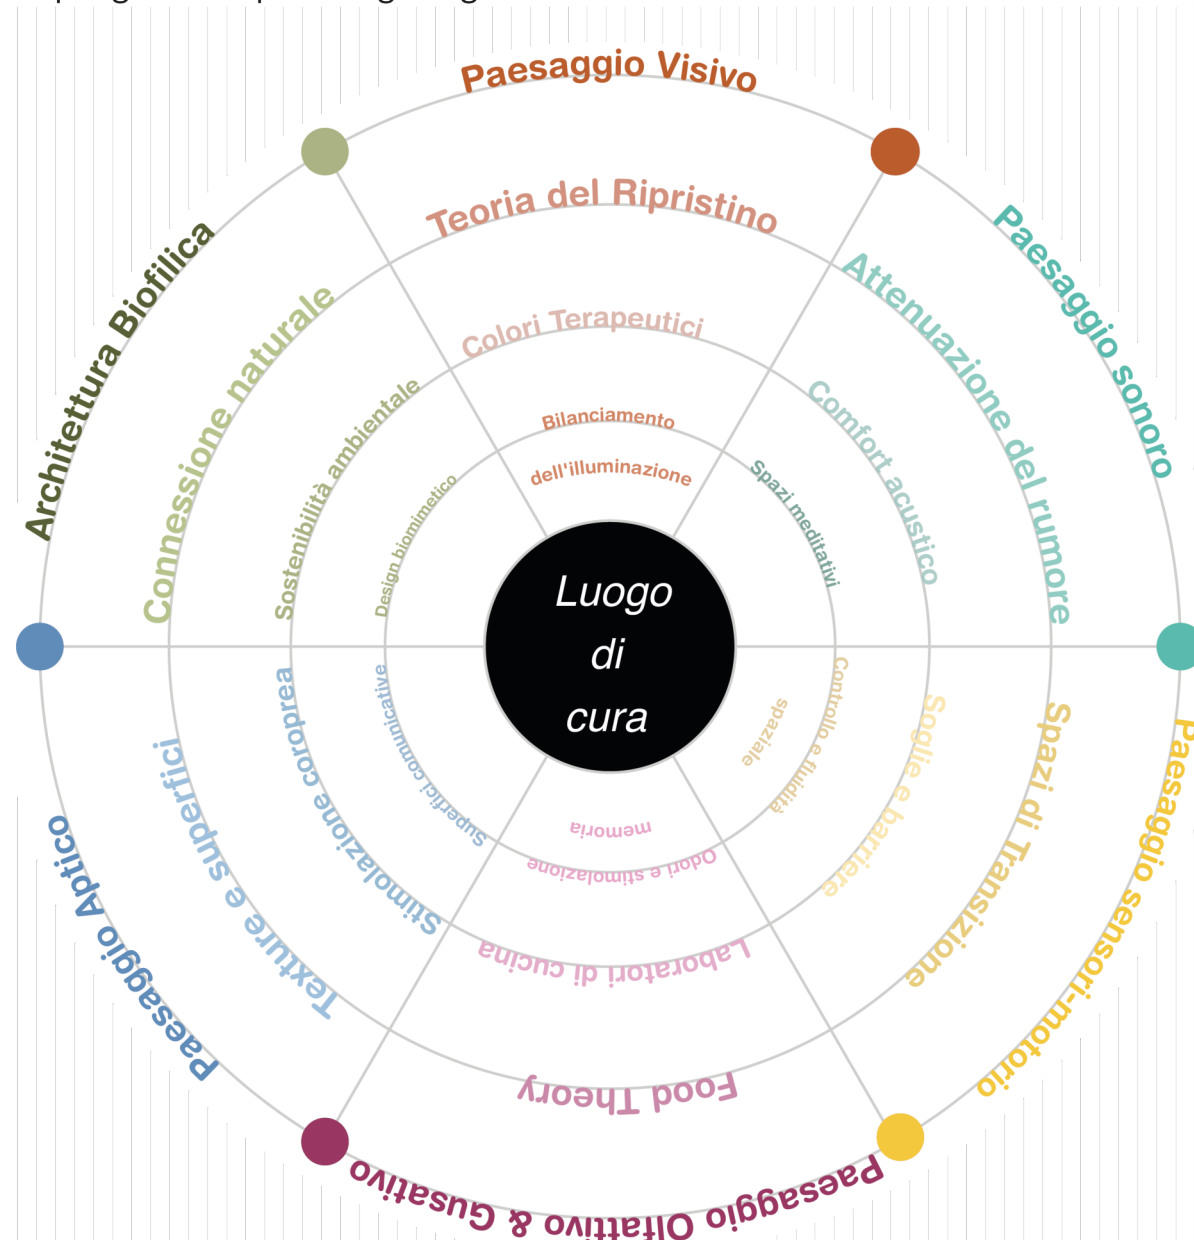 Paesaggio Visivo
Teoria del Ripristino
Colori Terapeutici
Bilanciamento
dell'illuminazione
Paesaggio sonoro
Attenuazione del rumore
Comfort acustico
Spazi meditativi
Paesaggio sensori-motorio
Spazi di Transizione
Soglie e barriere
Controllo e fluidità
spaziale
Paesaggio Olfattivo & Gusativo
Food Theory
Laboratori di cucina
Odori e stimolazione
memoria
Paesaggio Aptico
Texture e superfici
Stimolazione coroprea
Superfici comunicative
Architettura Biofilica
Connessione naturale
Sostenibilità ambientale
Design biomimetico
Luogo
di
cura